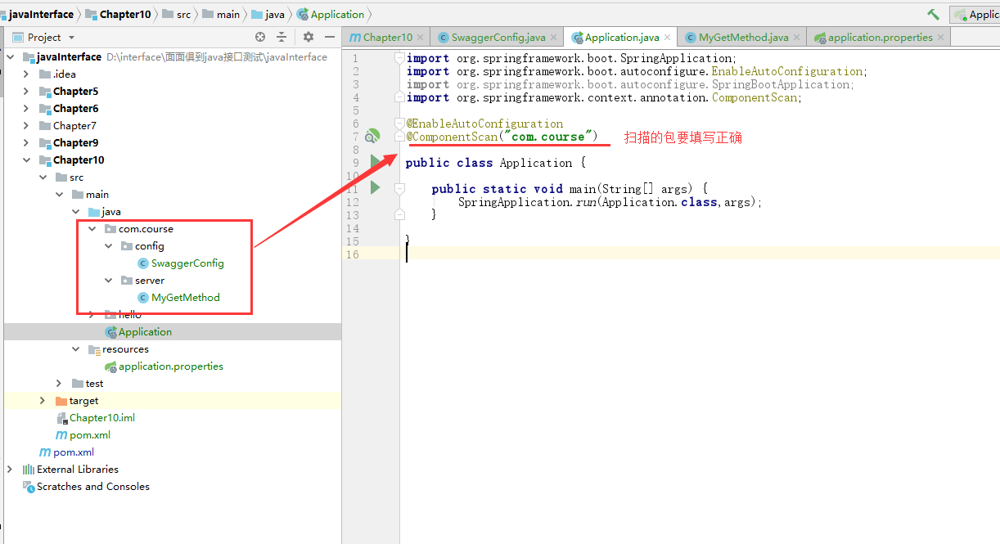 javaInterface Chapter10 src main java Application
Applic
Project
Chapter10 SwaggerConfig.java Application.java MyGetMethod.java application.properties
javaInterface D:\interface\面面俱到java接口测试\javaInterface
.idea
Chapter5
Chapter6
Chapter7
Chapter9
Chapter10
src
main
java
com.course
config
SwaggerConfig
server
MyGetMethod
hello
Application
resources
application.properties
test
target
Chapter10.iml
pom.xml
pom.xml
External Libraries
Scratches and Consoles
1 import org.springframework.boot.SpringApplication;
2 import org.springframework.boot.autoconfigure.EnableAutoConfiguration;
3 import org.springframework.boot.autoconfigure.SpringBootApplication;
4 import org.springframework.context.annotation.ComponentScan;
5
6 @EnableAutoConfiguration
7 @ComponentScan("com.course") 扫描的包要填写正确
8
9 public class Application {
10
11 public static void main(String[] args) {
12 SpringApplication.run(Application.class,args);
13 }
14
15 }
16